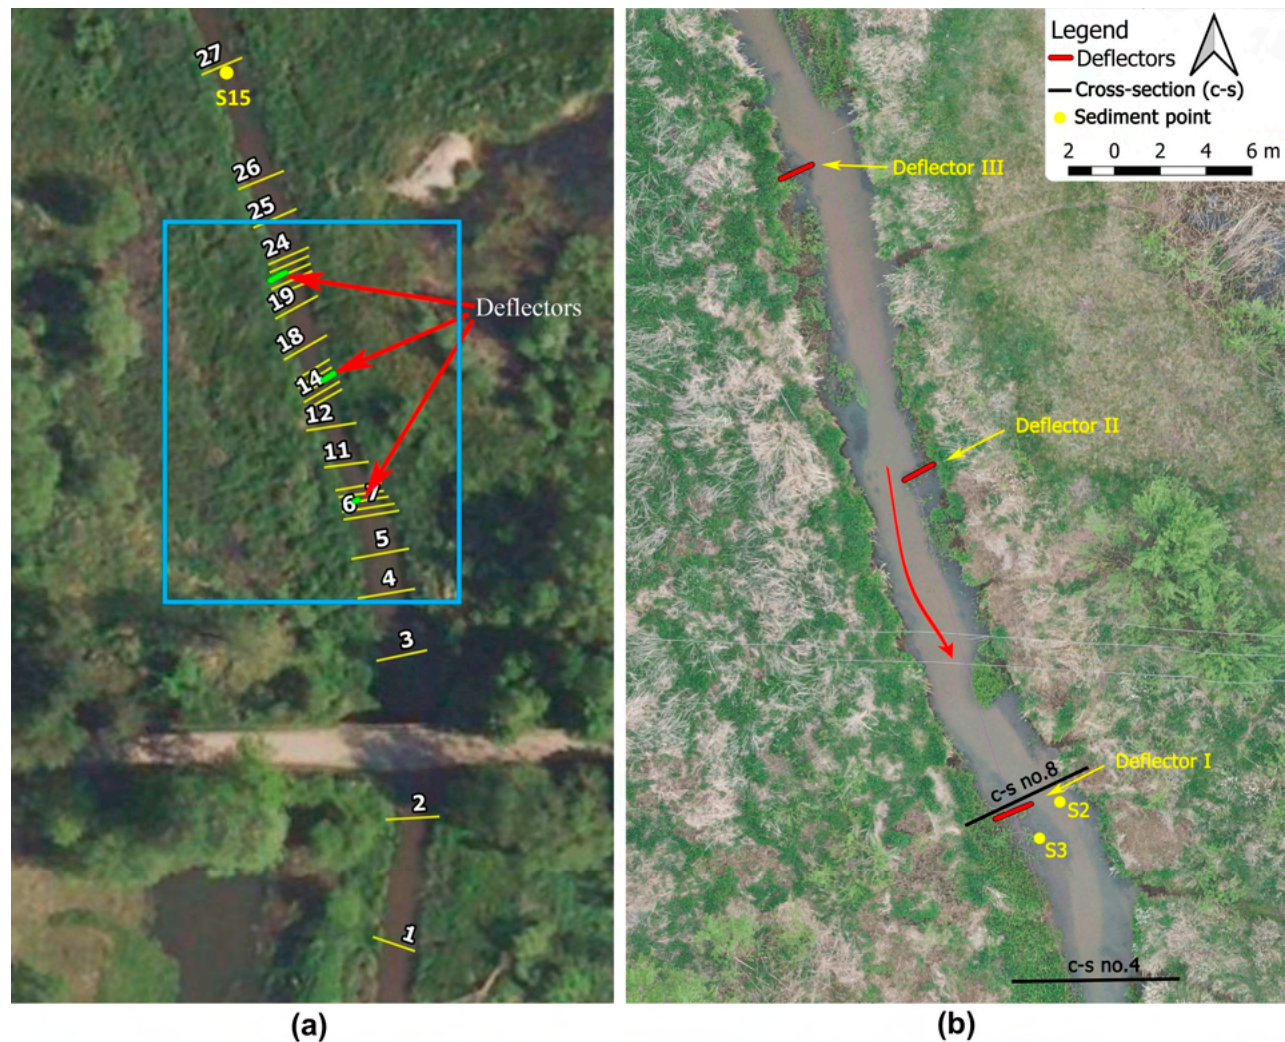 27
S15
26
25
24
19
Deflectors
18
14
12
11
7
6
5
4
3
2
1
(a)
Legend
Deflectors
Cross-section (c-s)
Sediment point
2 0 2 4 6 m
Deflector III
Deflector II
Deflector I
c-s no.8
S2
S3
c-s no.4
(b)